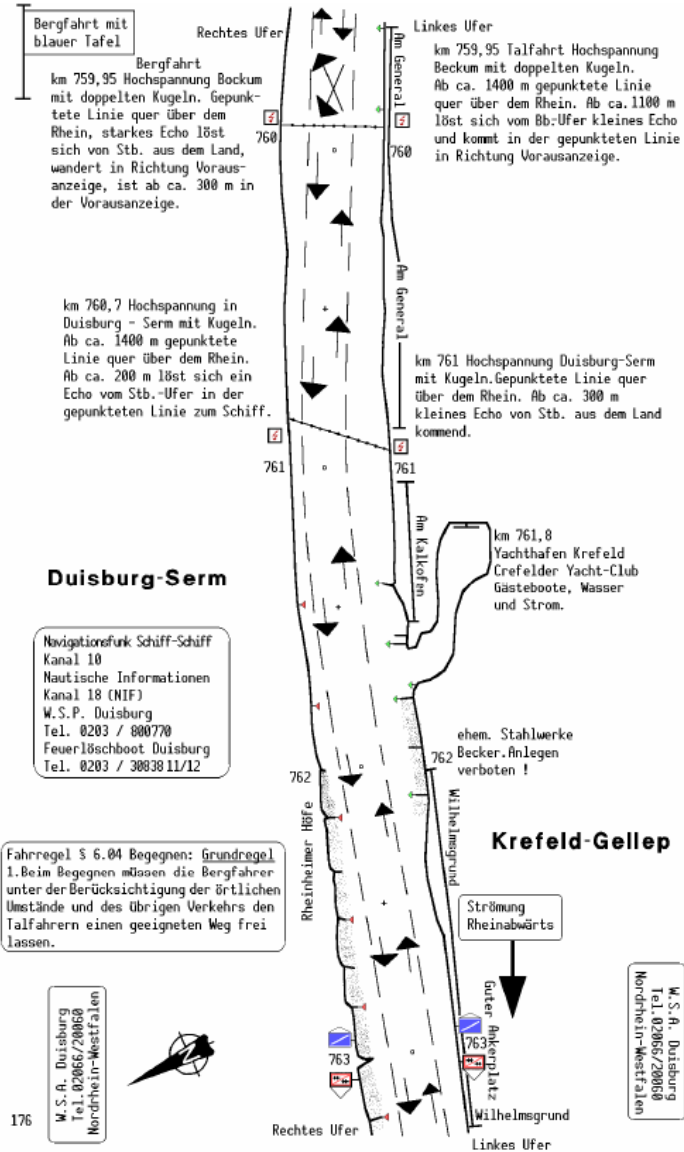 Bergfahrt mit
blauer Tafel
Rechtes Ufer
Linkes Ufer
Am General
Bergfahrt
km 759,95 Hochspannung Bockum
mit doppelten Kugeln. Gepunk-
tete Linie quer über dem
Rhein, starkes Echo löst
sich von Stb. aus dem Land,
wandert in Richtung Voraus-
anzeige, ist ab ca. 300 m in
der Vorausanzeige.
km 759,95 Talfahrt Hochspannung
Beckum mit doppelten Kugeln.
Ab ca. 1400 m gepunktete Linie
quer über dem Rhein. Ab ca.1100 m
löst sich vom Bb.-Ufer kleines Echo
und kommt in der gepunkteten Linie
in Richtung Vorausanzeige.
760
760
Am General
km 760,7 Hochspannung in
Duisburg - Serm mit Kugeln.
Ab ca. 1400 m gepunktete
Linie quer über dem Rhein.
Ab ca. 200 m löst sich ein
Echo vom Stb.-Ufer in der
gepunkteten Linie zum Schiff.
km 761 Hochspannung Duisburg-Serm
mit Kugeln.Gepunktete Linie quer
über dem Rhein. Ab ca. 300 m
kleines Echo von Stb. aus dem Land
kommend.
761
761
Am Kalkofen
km 761,8
Yachthafen Krefeld
Crefelder Yacht-Club
Gästeboote, Wasser
und Strom.
Duisburg-Serm
Navigationsfunk Schiff-Schiff
Kanal 10
Nautische Informationen
Kanal 18 (NIF)
W.S.P. Duisburg
Tel. 0203 / 800770
Feuerlöschboot Duisburg
Tel. 0203 / 3083811/12
ehem. Stahlwerke
Becker.Anlegen
verboten !
762
762
Rheinheimer Höfe
Wilhelmsgrund
Krefeld-Gellep
Fahrregel § 6.04 Begegnen: Grundregel
1.Beim Begegnen müssen die Bergfahrer
unter der Berücksichtigung der örtlichen
Umstände und des übrigen Verkehrs den
Talfahrern einen geeigneten Weg frei
lassen.
Strömung
Rheinabwärts
Guter Ankerplatz
W.S.A. Duisburg
Tel.02066/20060
Nordrhein-Westfalen
N
763
763
W.S.A. Duisburg
Tel.02066/20060
Nordrhein-Westfalen
176
Wilhelmsgrund
Rechtes Ufer
Linkes Ufer